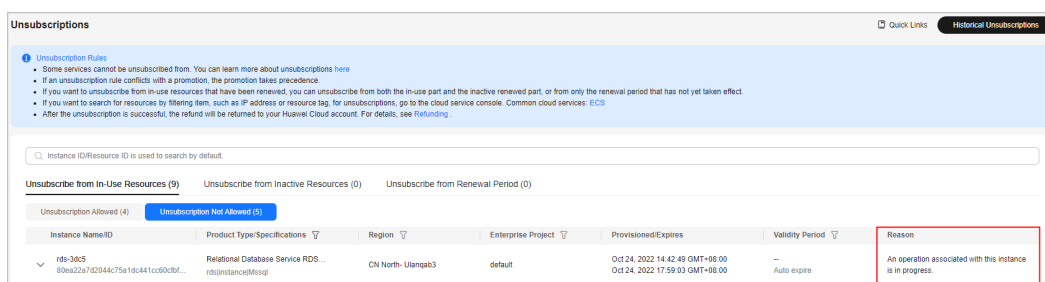 Unsubscriptions
Quick Links
Historical Unsubscriptions
Unsubscription Rules
• Some services cannot be unsubscribed from. You can learn more about unsubscriptions here
• If an unsubscription rule conflicts with a promotion, the promotion takes precedence.
• If you want to unsubscribe from in-use resources that have been renewed, you can unsubscribe from both the in-use part and the inactive renewed part, or from only the renewal period that has not yet taken effect.
• If you want to search for resources by filtering item, such as IP address or resource tag, for unsubscriptions, go to the cloud service console. Common cloud services: ECS
• After the unsubscription is successful, the refund will be returned to your Huawei Cloud account. For details, see Refunding .
Instance ID/Resource ID is used to search by default.
Unsubscribe from In-Use Resources (9)
Unsubscribe from Inactive Resources (0)
Unsubscribe from Renewal Period (0)
Unsubscription Allowed (4)
Unsubscription Not Allowed (5)
Instance Name/ID
Product Type/Specifications
Region
Enterprise Project
Provisioned/Expires
Validity Period
Reason
rds-3dc5
80ea22a7d2044c75a1dc441cc60cfbf...
Relational Database Service RDS...
rds|instance|Mssql
CN North- Ulanqab3
default
Oct 24, 2022 14:42:49 GMT+08:00
Oct 24, 2022 17:59:03 GMT+08:00
--
Auto expire
An operation associated with this instance
is in progress.